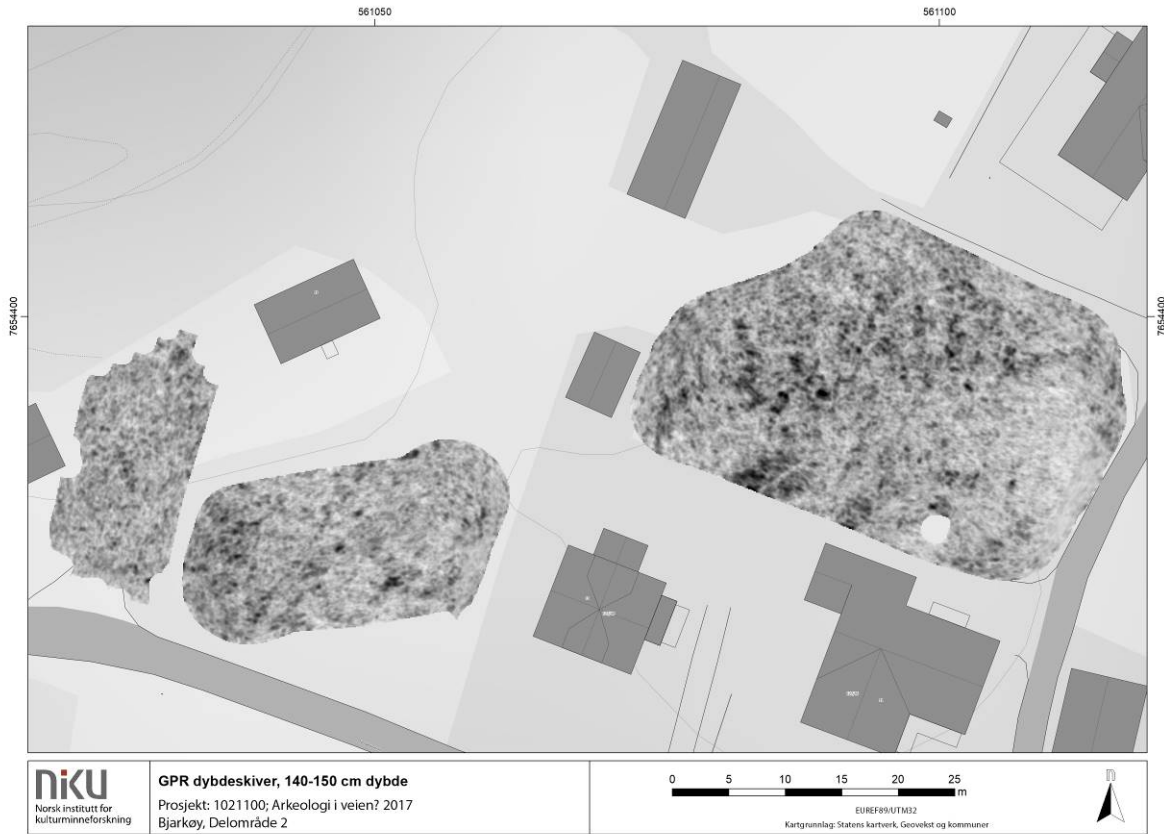 561050
561100
7654400
7654400
niKU
Norsk institutt for
kulturminneforskning
GPR dybdeskiver, 140-150 cm dybde
Prosjekt: 1021100; Arkeologi i veien? 2017
Bjarkøy, Delområde 2
0 5 10 15 20 25
m
EUREF89/UTM32
Kartgrunnlag: Statens kartverk, Geovekst og kommuner
n